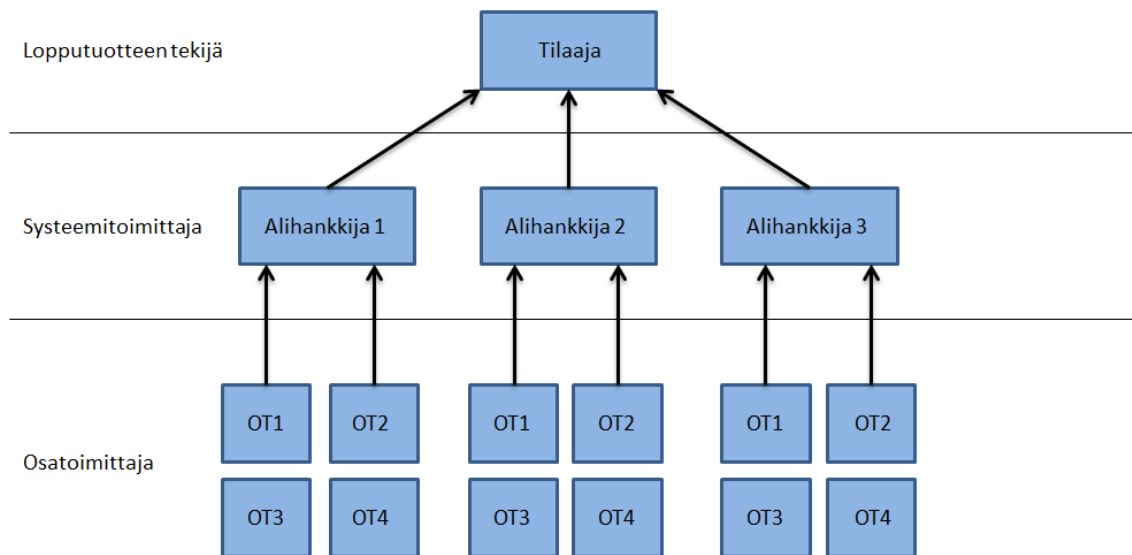 Lopputuotteen tekijä
Tilaaja
Systeemitoimittaja
Alihankkija 1
Alihankkija 2
Alihankkija 3
OT1
OT2
OT1
OT2
OT1
OT2
Osatoimittaja
OT3
OT4
OT3
OT4
OT3
OT4